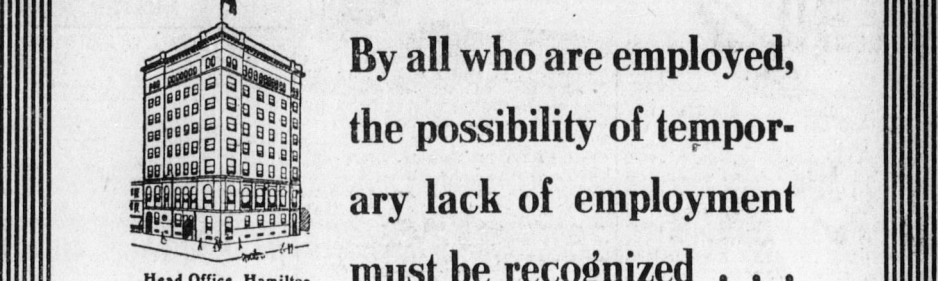 By all who are employed,
the possibility of tempor-
ary lack of employment
must be recognized . . .
Head Office, Hamilton